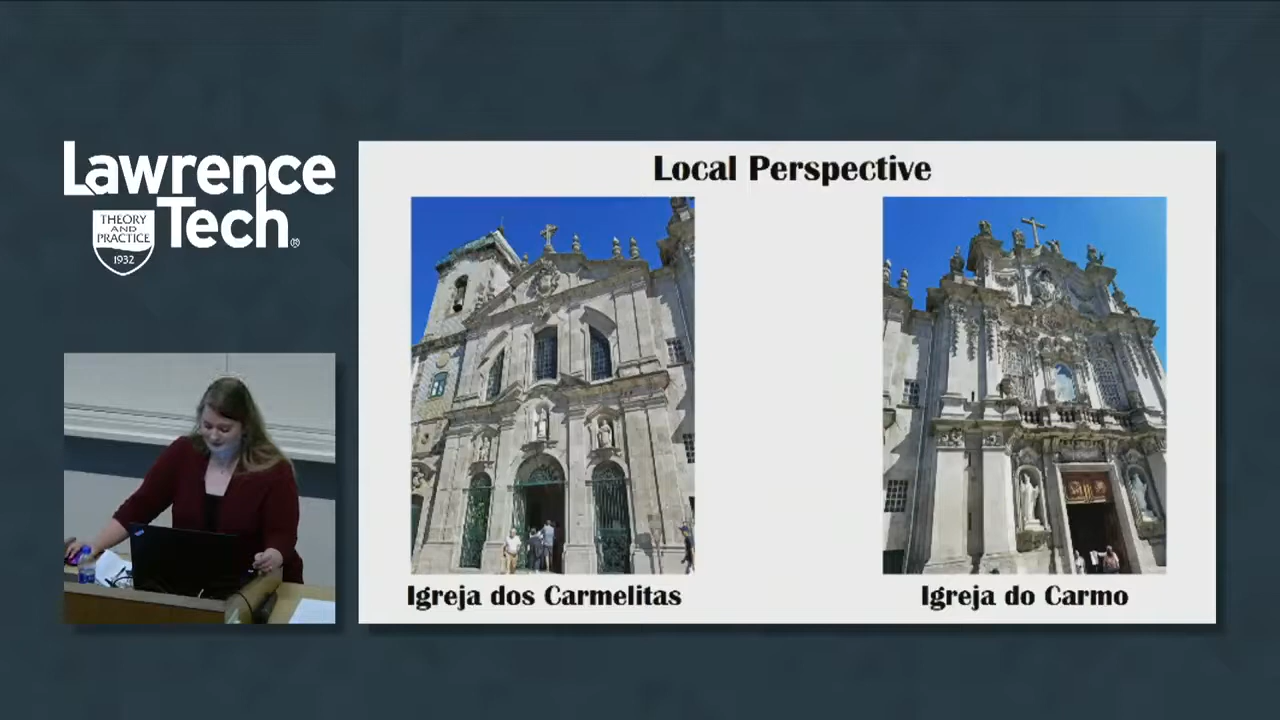 Lawrence
Tech®
THEORY
AND
PRACTICE
1932
Local Perspective
Igreja dos Carmelitas
Igreja do Carmo